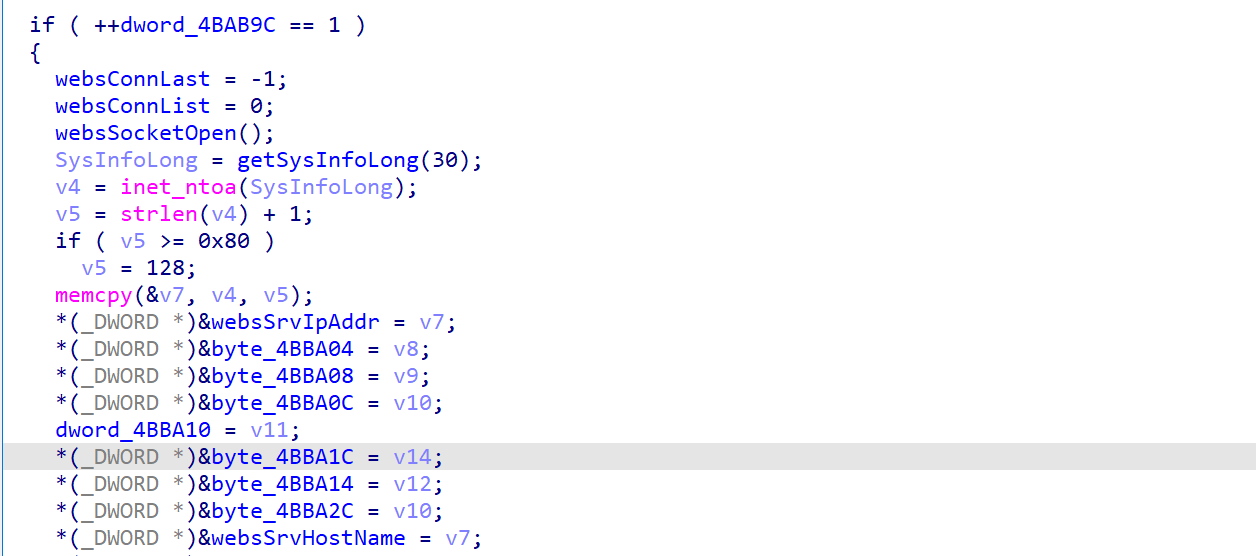 if ( ++dword_4BAB9C == 1 )
{
websConnLast = -1;
websConnList = 0;
websSocketOpen();
SysInfoLong = getSysInfoLong(30);
v4 = inet_ntoa(SysInfoLong);
v5 = strlen(v4) + 1;
if ( v5 >= 0x80 )
v5 = 128;
memcpy(&v7, v4, v5);
*(_DWORD *)&websSrvIpAddr = v7;
*(_DWORD *)&byte_4BBA04 = v8;
*(_DWORD *)&byte_4BBA08 = v9;
*(_DWORD *)&byte_4BBA0C = v10;
dword_4BBA10 = v11;
*(_DWORD *)&byte_4BBA1C = v14;
*(_DWORD *)&byte_4BBA14 = v12;
*(_DWORD *)&byte_4BBA2C = v10;
*(_DWORD *)&websSrvHostName = v7;